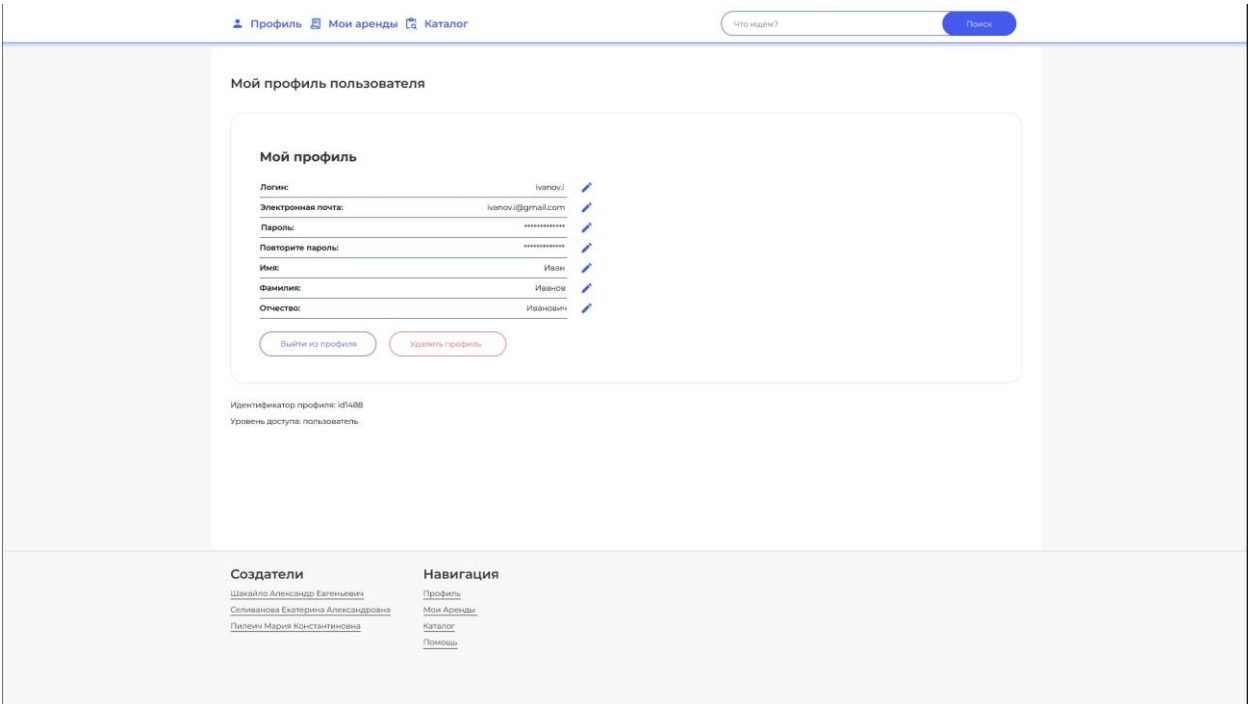 Профиль Мои аренды Каталог Что ищем? Поиск
Мой профиль пользователя
Мой профиль
Логин: ivanov.i
Электронная почта: ivanov.i@gmail.com
Пароль: *************
Повторите пароль: *************
Имя: Иван
Фамилия: Иванов
Отчество: Иванович
Выйти из профиля Удалить профиль
Идентификатор профиля: id1488
Уровень доступа: пользователь
Создатели Навигация
Шакайло Александр Евгеньевич Профиль
Селиванова Екатерина Александровна Мои Аренды
Пилеич Мария Константиновна Каталог
Помощь